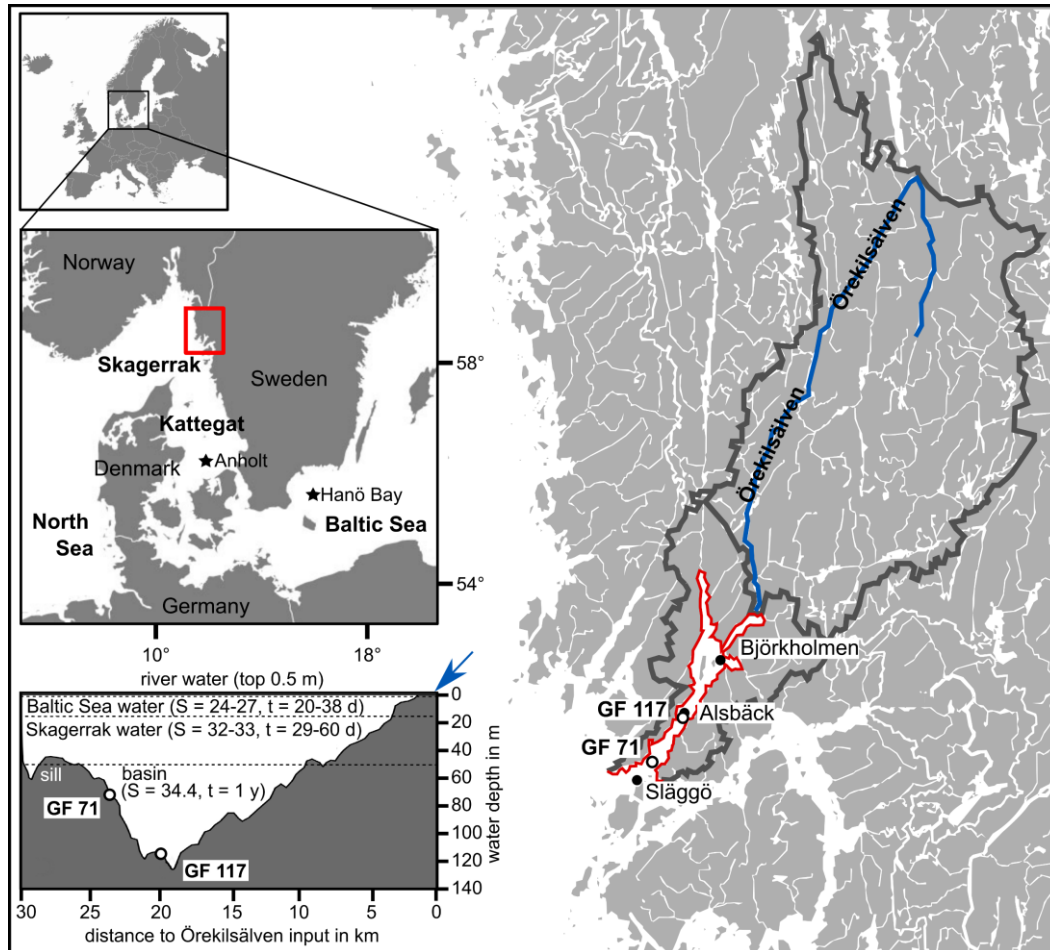 Norway
Skagerrak
Sweden
Kattegat
Denmark
Anholt
Hanö Bay
North
Sea
Baltic Sea
Germany
58°
54°
10°
18°
river water (top 0.5 m)
Baltic Sea water (S = 24-27, t = 20-38 d)
Skagerrak water (S = 32-33, t = 29-60 d)
sill
basin
(S = 34.4, t = 1 y)
GF 71
GF 117
0
20
40
60
80
100
120
140
water depth in m
30
25
20
15
10
5
0
distance to Örekilsälven input in km
Örekilsälven
Örekilsälven
Björkholmen
GF 117
Alsbäck
GF 71
Släggö